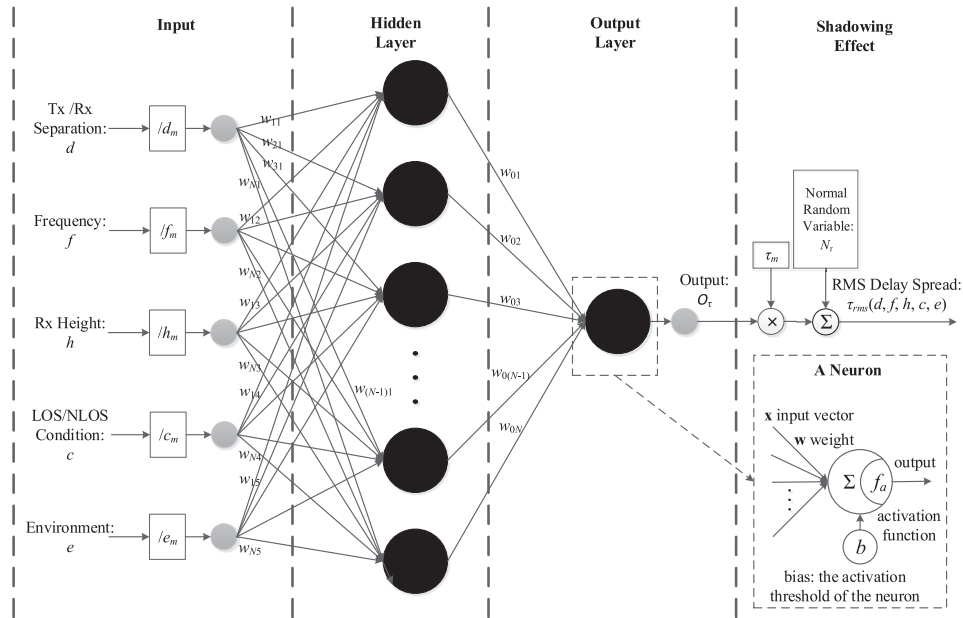 Input
Hidden
Layer
Output
Layer
Shadowing
Effect
Tx /Rx
Separation:
d
/dm
Frequency:
f
/fm
Rx Height:
h
/hm
LOS/NLOS
Condition:
c
/cm
Environment:
e
/em
w11
w21
w31
wN1
w12
wN2
w13
wN3
w14
wN4
w15
wN5
w(N-1)1
w01
w02
w03
w0(N-1)
w0N
Output:
Oτ
τm
Normal
Random
Variable:
Nτ
×
Σ
RMS Delay Spread:
τrms(d, f, h, c, e)
A Neuron
x input vector
w weight
Σ
fa
output
activation
function
b
bias: the activation
threshold of the neuron